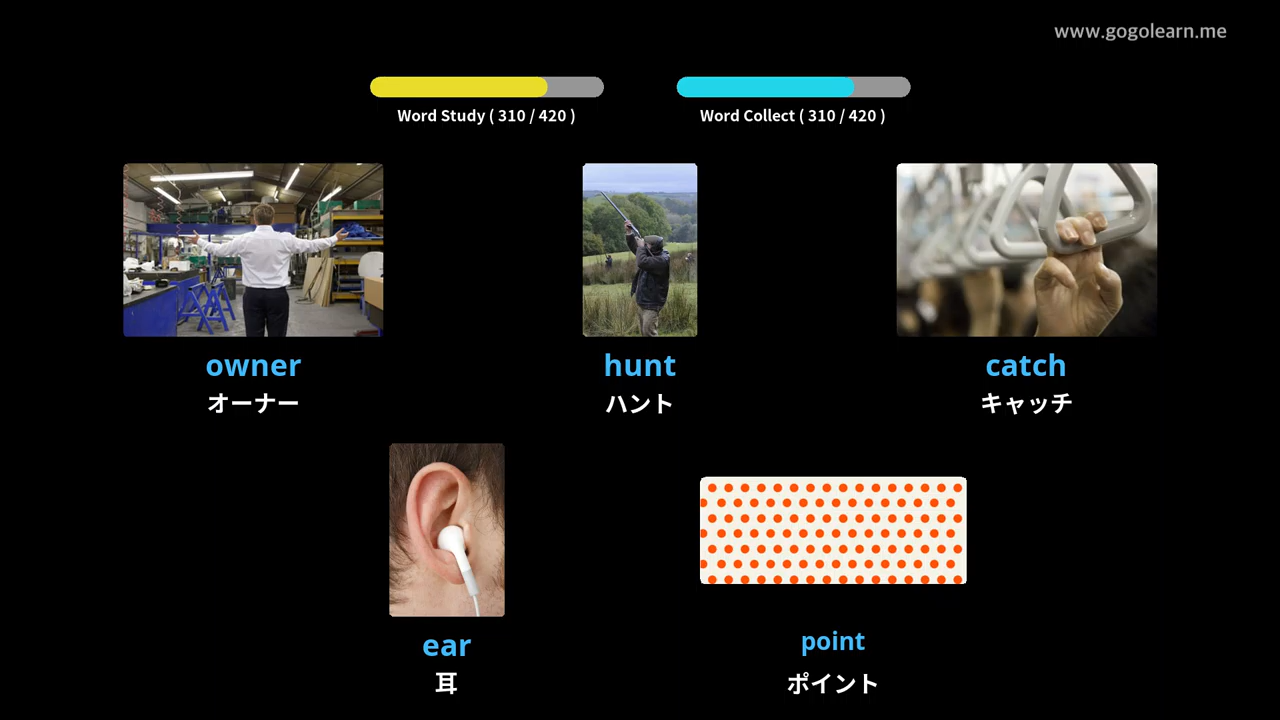 www.gogolearn.me
Word Study ( 310 / 420 )
Word Collect ( 310 / 420 )
owner
オーナー
hunt
ハント
catch
キャッチ
ear
耳
point
ポイント